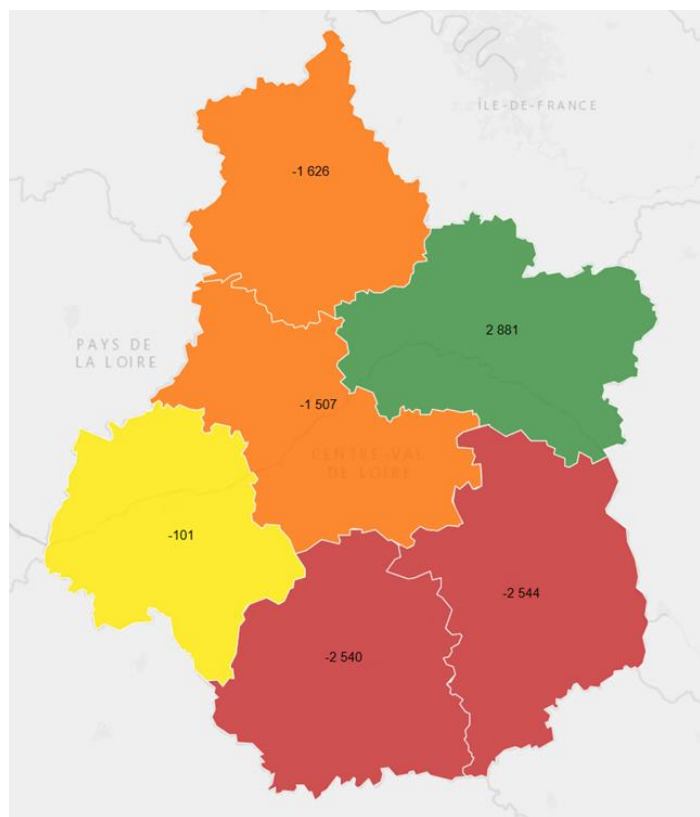 ÎLE-DE-FRANCE
-1 626
2 881
PAYS DE
LA LOIRE
-1 507
CENTRE-VAL
DE LOIRE
-101
-2 544
-2 540